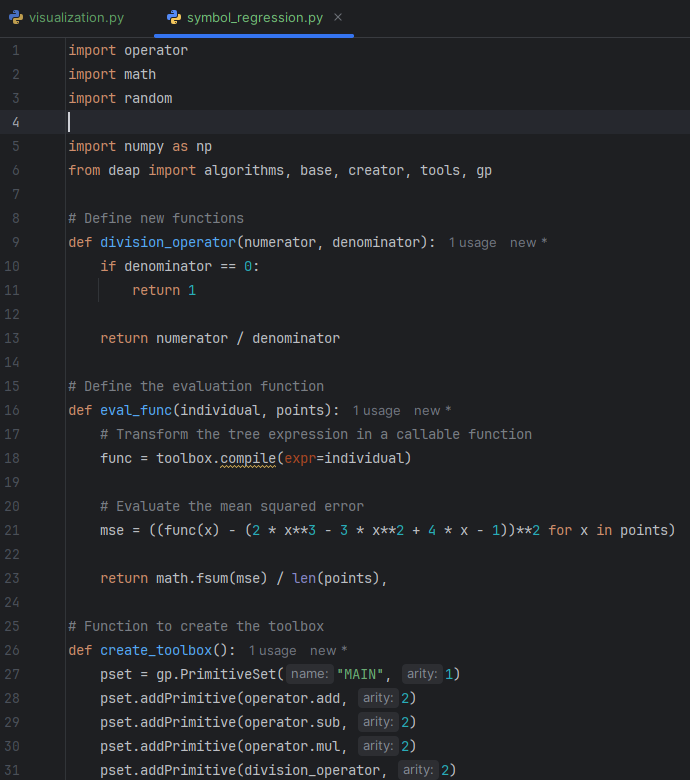 visualization.py symbol_regression.py ×
1 import operator
2 import math
3 import random
4
5 import numpy as np
6 from deap import algorithms, base, creator, tools, gp
7
8 # Define new functions
9 def division_operator(numerator, denominator): 1 usage new *
10 if denominator == 0:
11 return 1
12
13 return numerator / denominator
14
15 # Define the evaluation function
16 def eval_func(individual, points): 1 usage new *
17 # Transform the tree expression in a callable function
18 func = toolbox.compile(expr=individual)
19
20 # Evaluate the mean squared error
21 mse = ((func(x) - (2 * x**3 - 3 * x**2 + 4 * x - 1))**2 for x in points)
22
23 return math.fsum(mse) / len(points),
24
25 # Function to create the toolbox
26 def create_toolbox(): 1 usage new *
27 pset = gp.PrimitiveSet( name: "MAIN", arity: 1)
28 pset.addPrimitive(operator.add, arity: 2)
29 pset.addPrimitive(operator.sub, arity: 2)
30 pset.addPrimitive(operator.mul, arity: 2)
31 pset.addPrimitive(division_operator, arity: 2)